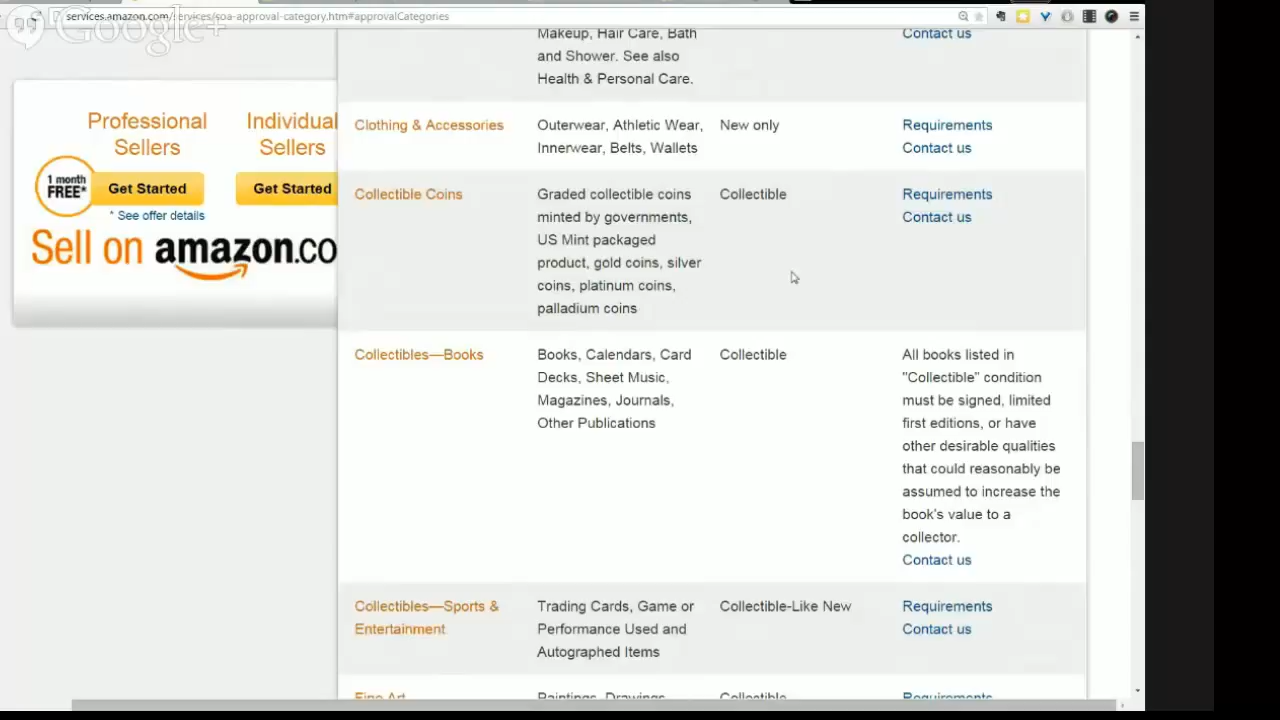 services.amazon.com/services/soa-approval-category.htm#approvalCategories
Google+
Makeup, Hair Care, Bath
and Shower. See also
Health & Personal Care.
Contact us
Professional
Sellers
Individual
Sellers
1 month
FREE*
Get Started
Get Started
* See offer details
Sell on amazon.co
Clothing & Accessories
Outerwear, Athletic Wear,
Innerwear, Belts, Wallets
New only
Requirements
Contact us
Collectible Coins
Graded collectible coins
minted by governments,
US Mint packaged
product, gold coins, silver
coins, platinum coins,
palladium coins
Collectible
Requirements
Contact us
Collectibles—Books
Books, Calendars, Card
Decks, Sheet Music,
Magazines, Journals,
Other Publications
Collectible
All books listed in
"Collectible" condition
must be signed, limited
first editions, or have
other desirable qualities
that could reasonably be
assumed to increase the
book's value to a
collector.
Contact us
Collectibles—Sports &
Entertainment
Trading Cards, Game or
Performance Used and
Autographed Items
Collectible-Like New
Requirements
Contact us
Fine Art
Paintings, Drawings,
Collectible
Requirements